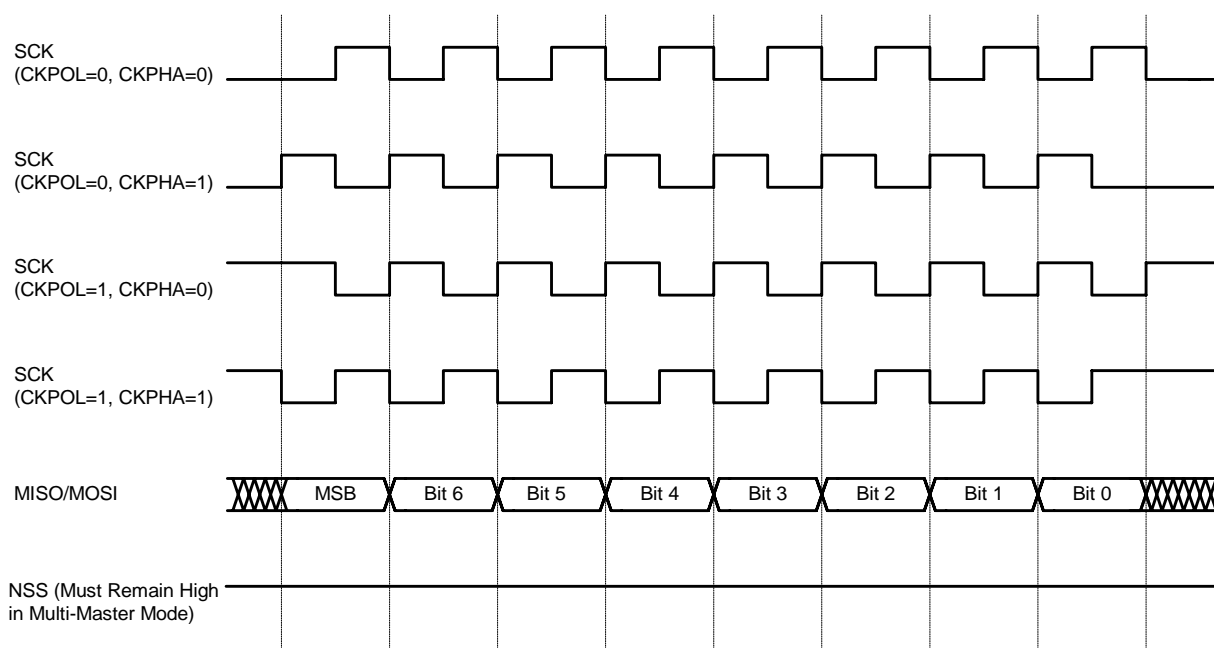 SCK
(CKPOL=0, CKPHA=0)
SCK
(CKPOL=0, CKPHA=1)
SCK
(CKPOL=1, CKPHA=0)
SCK
(CKPOL=1, CKPHA=1)
MISO/MOSI MSB Bit 6 Bit 5 Bit 4 Bit 3 Bit 2 Bit 1 Bit 0
NSS (Must Remain High
in Multi-Master Mode)